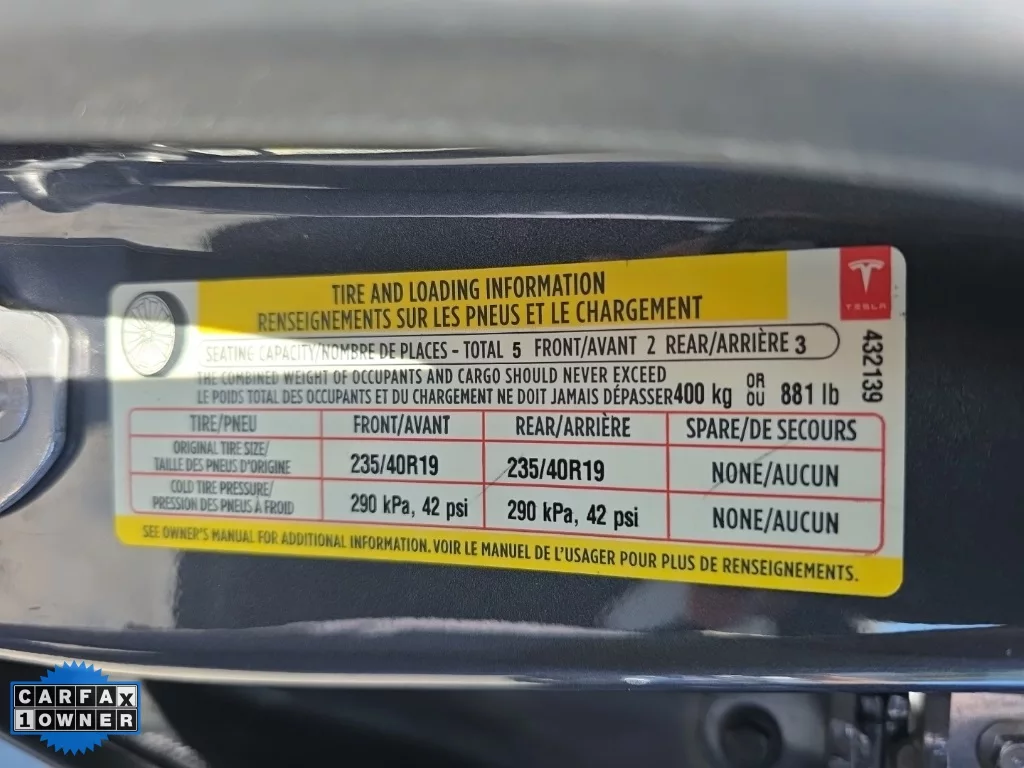 TIRE AND LOADING INFORMATION
RENSEIGNEMENTS SUR LES PNEUS ET LE CHARGEMENT
TESLA
SEATING CAPACITY/NOMBRE DE PLACES - TOTAL 5 FRONT/AVANT 2 REAR/ARRIÈRE 3
432139
THE COMBINED WEIGHT OF OCCUPANTS AND CARGO SHOULD NEVER EXCEED
LE POIDS TOTAL DES OCCUPANTS ET DU CHARGEMENT NE DOIT JAMAIS DÉPASSER 400 kg OR OU 881 lb
TIRE/PNEU FRONT/AVANT REAR/ARRIÈRE SPARE/DE SECOURS
ORIGINAL TIRE SIZE/
TAILLE DES PNEUS D'ORIGINE 235/40R19 235/40R19 NONE/AUCUN
COLD TIRE PRESSURE/
PRESSION DES PNEUS À FROID 290 kPa, 42 psi 290 kPa, 42 psi NONE/AUCUN
SEE OWNER'S MANUAL FOR ADDITIONAL INFORMATION. VOIR LE MANUEL DE L'USAGER POUR PLUS DE RENSEIGNEMENTS.
CARFAX
1 OWNER